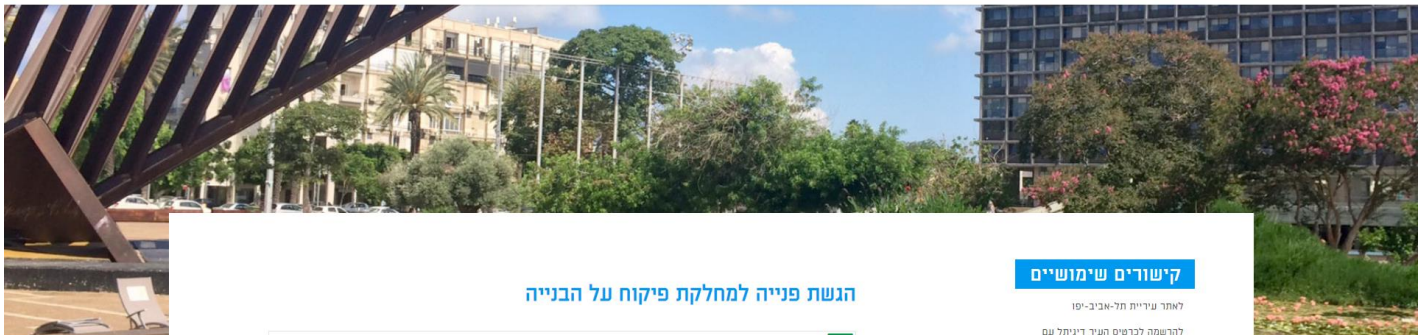 קישורים שימושיים
הגשת פנייה למחלקת פיקוח על הבנייה
לאתר עיריית תל-אביב-יפו
להרשמה לכרטיס העיר דיגיתל עם